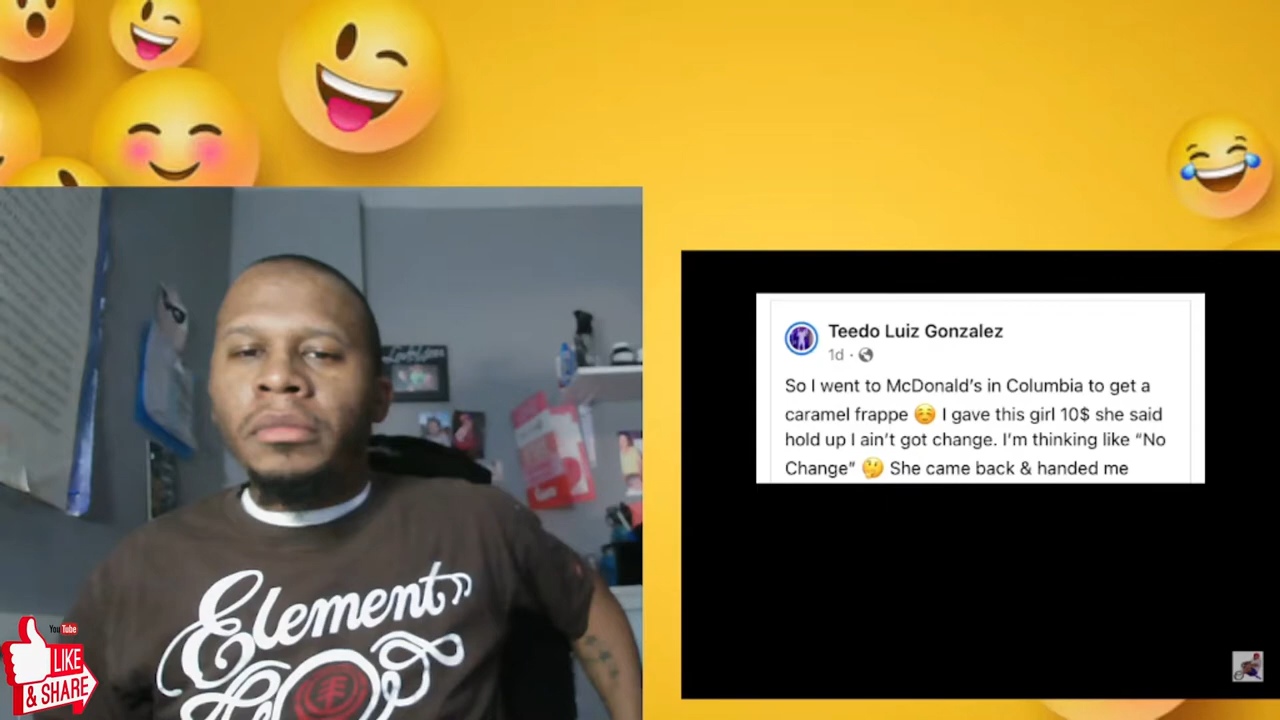 Teedo Luiz Gonzalez
1d ·
So I went to McDonald's in Columbia to get a
caramel frappe ☺️ I gave this girl 10$ she said
hold up I ain't got change. I'm thinking like “No
Change” 🤔 She came back & handed me
Element
YouTube
LIKE
& SHARE